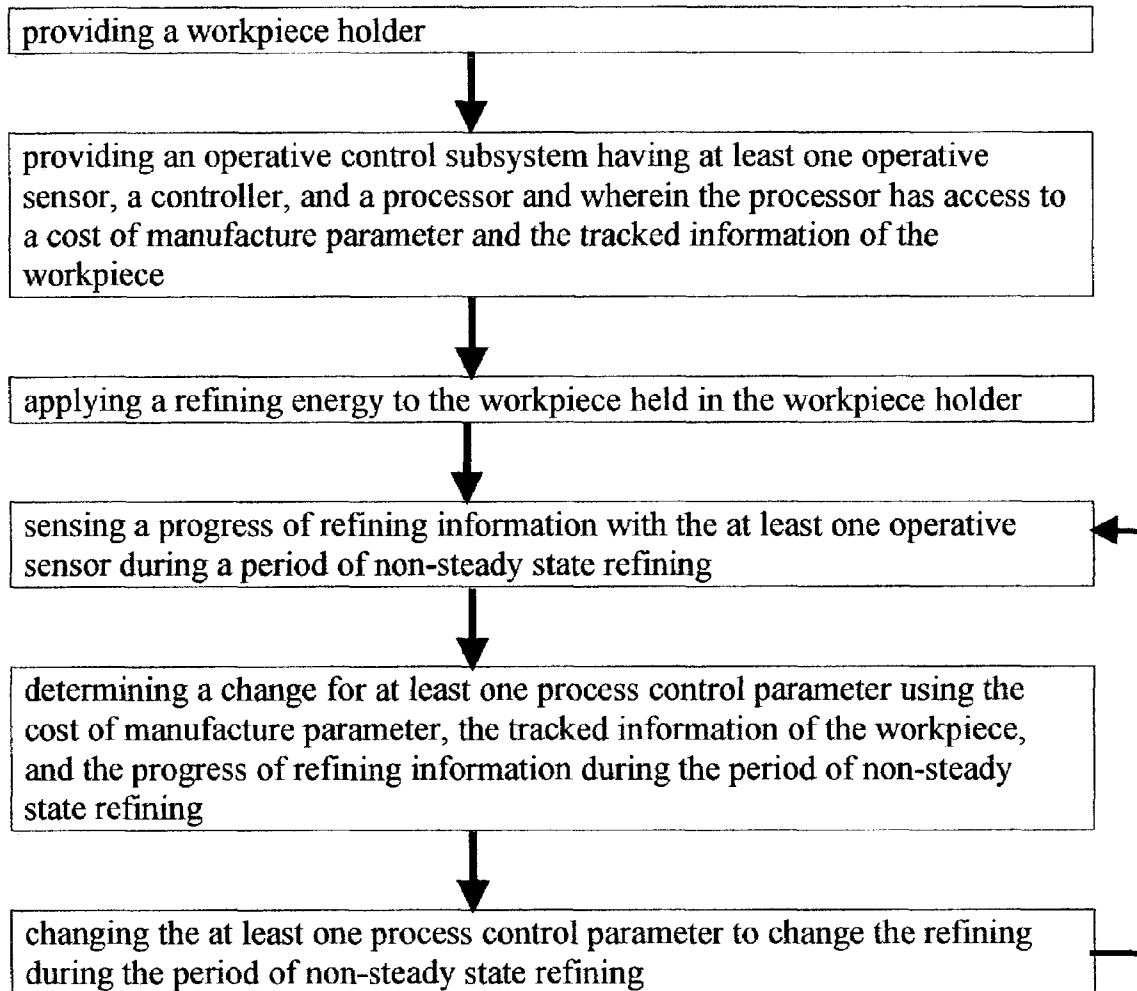 providing a workpiece holder
providing an operative control subsystem having at least one operative
sensor, a controller, and a processor and wherein the processor has access to
a cost of manufacture parameter and the tracked information of the
workpiece
applying a refining energy to the workpiece held in the workpiece holder
sensing a progress of refining information with the at least one operative
sensor during a period of non-steady state refining
determining a change for at least one process control parameter using the
cost of manufacture parameter, the tracked information of the workpiece,
and the progress of refining information during the period of non-steady
state refining
changing the at least one process control parameter to change the refining
during the period of non-steady state refining